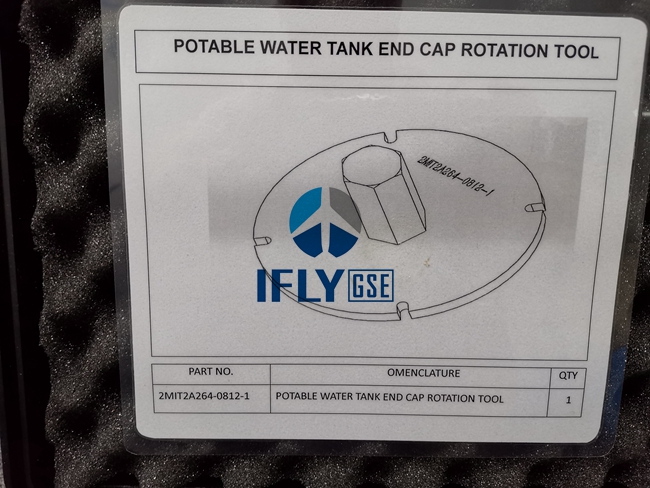 POTABLE WATER TANK END CAP ROTATION TOOL
2MIT2A264-0812-1
IFLY GSE
PART NO. OMENCLATURE QTY
2MIT2A264-0812-1 POTABLE WATER TANK END CAP ROTATION TOOL 1